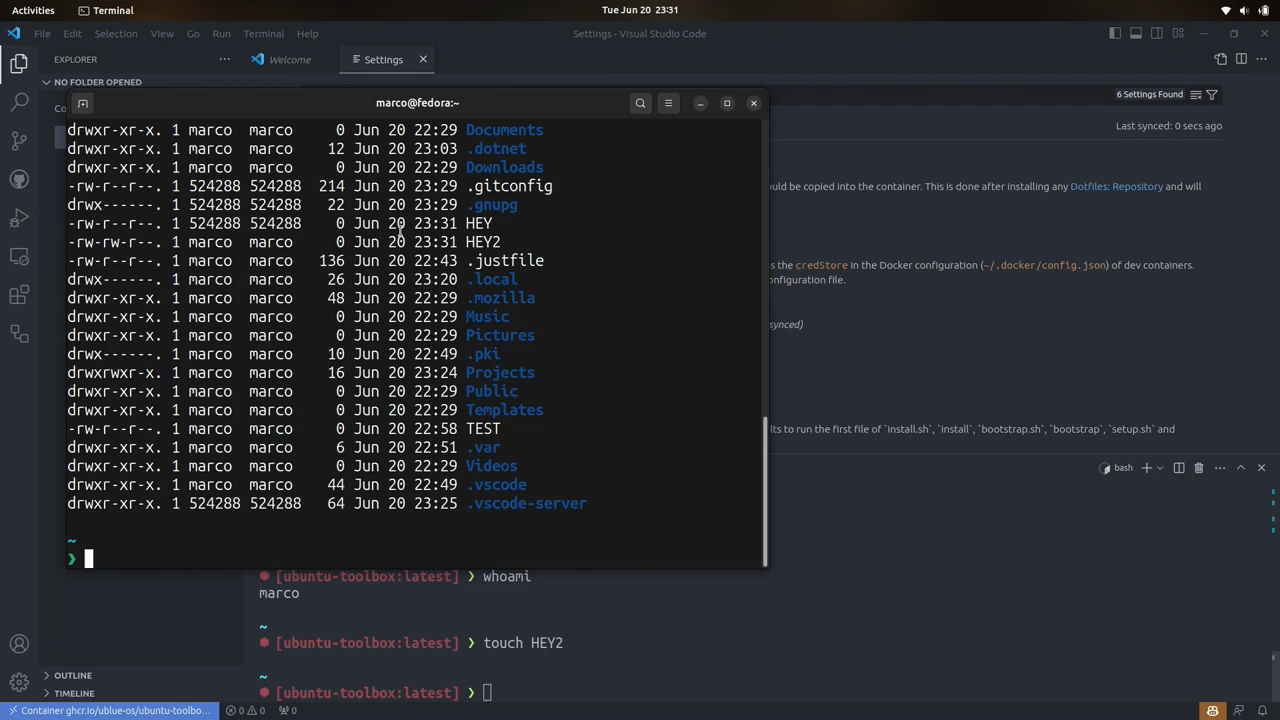 Activities
Terminal
Tue Jun 20 23:31
File Edit Selection View Go Run Terminal Help
Settings - Visual Studio Code
EXPLORER
Welcome
Settings
NO FOLDER OPENED
Co
6 Settings Found
Last synced: 0 secs ago
marco@fedora:~
drwxr-xr-x. 1 marco marco 0 Jun 20 22:29 Documents
drwxr-xr-x. 1 marco marco 12 Jun 20 23:03 .dotnet
drwxr-xr-x. 1 marco marco 0 Jun 20 22:29 Downloads
-rw-r--r--. 1 524288 524288 214 Jun 20 23:29 .gitconfig
drwx------. 1 524288 524288 22 Jun 20 23:29 .gnupg
-rw-r--r--. 1 524288 524288 0 Jun 20 23:31 HEY
-rw-rw-r--. 1 marco marco 0 Jun 20 23:31 HEY2
-rw-r--r--. 1 marco marco 136 Jun 20 22:43 .justfile
drwx------. 1 marco marco 26 Jun 20 23:20 .local
drwxr-xr-x. 1 marco marco 48 Jun 20 22:29 .mozilla
drwxr-xr-x. 1 marco marco 0 Jun 20 22:29 Music
drwxr-xr-x. 1 marco marco 0 Jun 20 22:29 Pictures
drwx------. 1 marco marco 10 Jun 20 22:49 .pki
drwxrwxr-x. 1 marco marco 16 Jun 20 23:24 Projects
drwxr-xr-x. 1 marco marco 0 Jun 20 22:29 Public
drwxr-xr-x. 1 marco marco 0 Jun 20 22:29 Templates
-rw-r--r--. 1 marco marco 0 Jun 20 22:58 TEST
drwxr-xr-x. 1 marco marco 6 Jun 20 22:51 .var
drwxr-xr-x. 1 marco marco 0 Jun 20 22:29 Videos
drwxr-xr-x. 1 marco marco 44 Jun 20 22:49 .vscode
drwxr-xr-x. 1 524288 524288 64 Jun 20 23:25 .vscode-server
~
❯
ould be copied into the container. This is done after installing any Dotfiles: Repository and will
s the credStore in the Docker configuration (~/.docker/config.json) of dev containers.
onfiguration file.
synced)
lts to run the first file of `install.sh`, `install`, `bootstrap.sh`, `bootstrap`, `setup.sh` and
bash
[ubuntu-toolbox:latest] ❯ whoami
marco
~
[ubuntu-toolbox:latest] ❯ touch HEY2
~
[ubuntu-toolbox:latest] ❯
OUTLINE
TIMELINE
Container ghcr.io/ublue-os/ubuntu-toolbo...
0 0
0